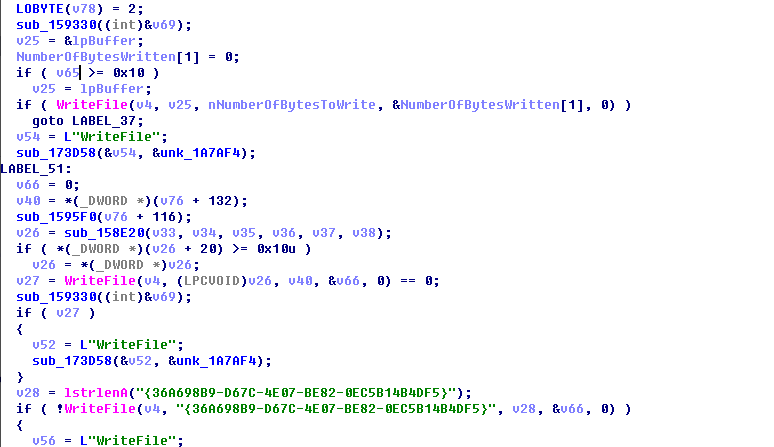 LOBYTE(v78) = 2;
sub_159330((int)&v69);
v25 = &lpBuffer;
NumberOfBytesWritten[1] = 0;
if ( v65 >= 0x10 )
v25 = lpBuffer;
if ( WriteFile(v4, v25, nNumberOfBytesToWrite, &NumberOfBytesWritten[1], 0) )
goto LABEL_37;
v54 = L"WriteFile";
sub_173D58(&v54, &unk_1A7AF4);
LABEL_51:
v66 = 0;
v40 = *(_DWORD *)(v76 + 132);
sub_1595F0(v76 + 116);
v26 = sub_158E20(v33, v34, v35, v36, v37, v38);
if ( *(_DWORD *)(v26 + 20) >= 0x10u )
v26 = *(_DWORD *)v26;
v27 = WriteFile(v4, (LPCVOID)v26, v40, &v66, 0) == 0;
sub_159330((int)&v69);
if ( v27 )
{
v52 = L"WriteFile";
sub_173D58(&v52, &unk_1A7AF4);
}
v28 = lstrlenA("{36A698B9-D67C-4E07-BE82-0EC5B14B4DF5}");
if ( !WriteFile(v4, "{36A698B9-D67C-4E07-BE82-0EC5B14B4DF5}", v28, &v66, 0) )
{
v56 = L"WriteFile";